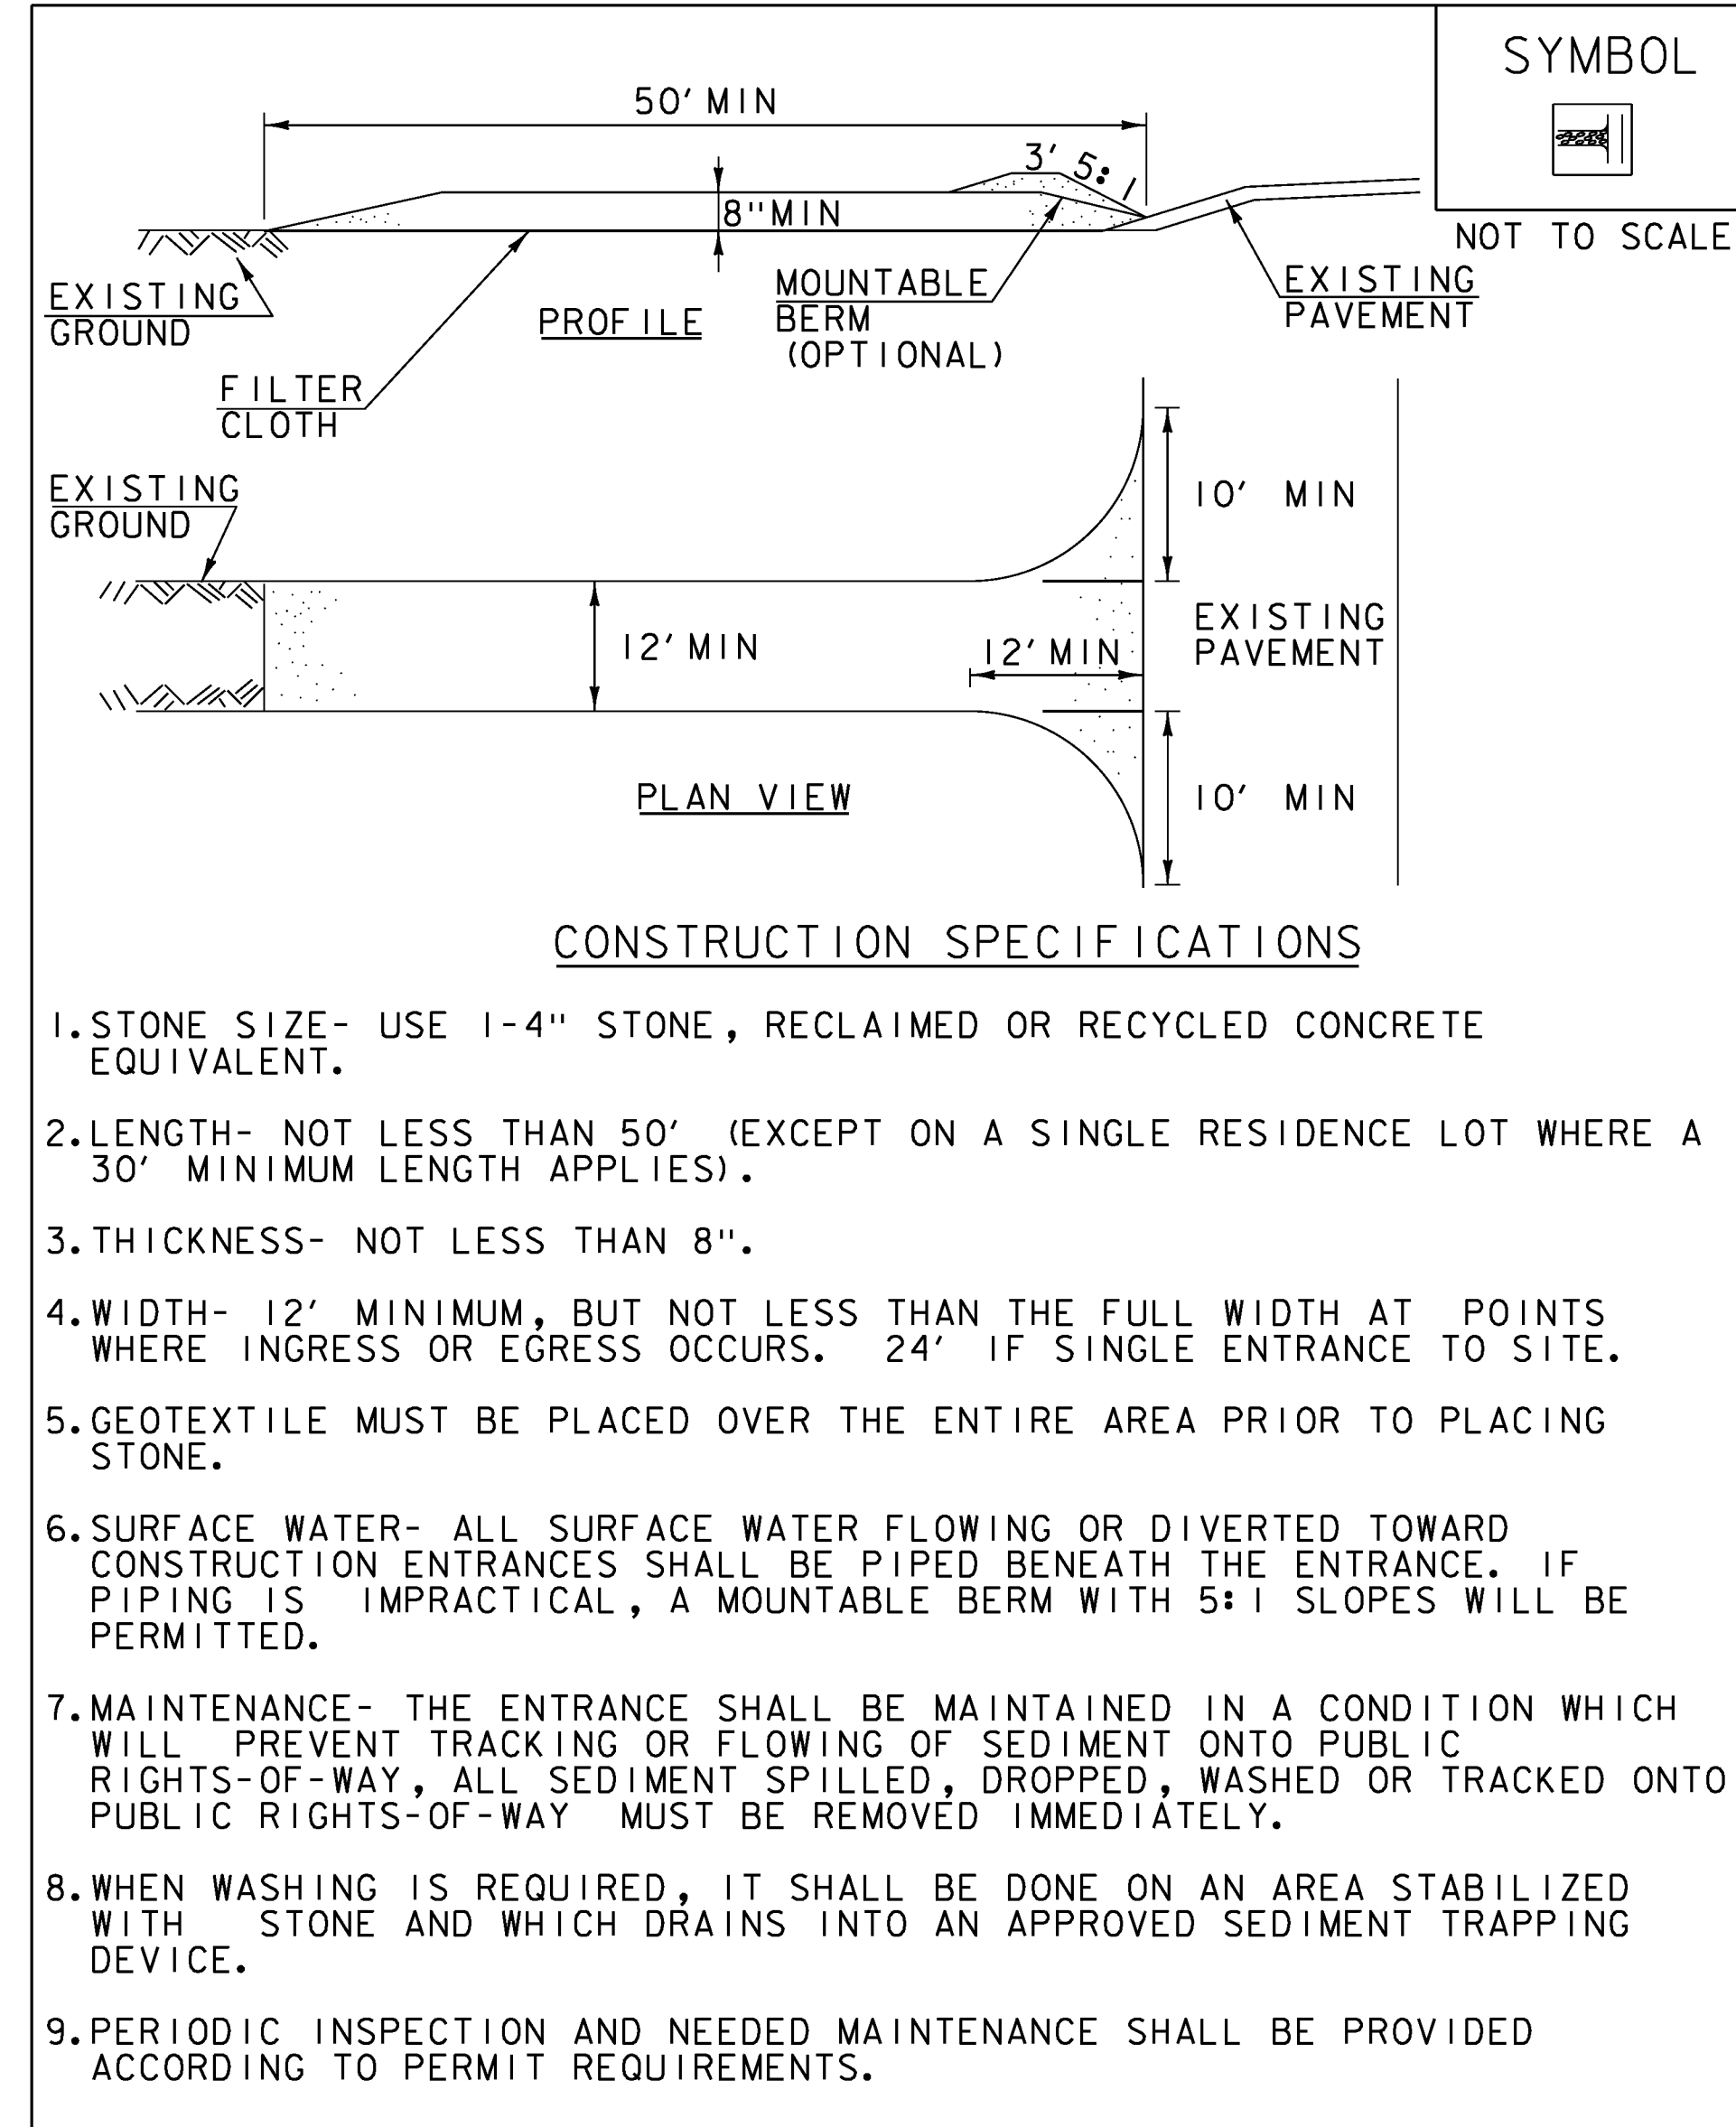 SYMBOL
50' MIN
3' 5:1
8" MIN
NOT TO SCALE
EXISTING
GROUND
PROFILE
MOUNTABLE
BERM
(OPTIONAL)
EXISTING
PAVEMENT
FILTER
CLOTH
EXISTING
GROUND
10' MIN
12' MIN
12' MIN
EXISTING
PAVEMENT
PLAN VIEW
10' MIN
CONSTRUCTION SPECIFICATIONS
1. STONE SIZE- USE 1-4" STONE, RECLAIMED OR RECYCLED CONCRETE
EQUIVALENT.
2. LENGTH- NOT LESS THAN 50' (EXCEPT ON A SINGLE RESIDENCE LOT WHERE A
30' MINIMUM LENGTH APPLIES).
3. THICKNESS- NOT LESS THAN 8".
4. WIDTH- 12' MINIMUM, BUT NOT LESS THAN THE FULL WIDTH AT POINTS
WHERE INGRESS OR EGRESS OCCURS. 24' IF SINGLE ENTRANCE TO SITE.
5. GEOTEXTILE MUST BE PLACED OVER THE ENTIRE AREA PRIOR TO PLACING
STONE.
6. SURFACE WATER- ALL SURFACE WATER FLOWING OR DIVERTED TOWARD
CONSTRUCTION ENTRANCES SHALL BE PIPED BENEATH THE ENTRANCE. IF
PIPING IS IMPRACTICAL, A MOUNTABLE BERM WITH 5:1 SLOPES WILL BE
PERMITTED.
7. MAINTENANCE- THE ENTRANCE SHALL BE MAINTAINED IN A CONDITION WHICH
WILL PREVENT TRACKING OR FLOWING OF SEDIMENT ONTO PUBLIC
RIGHTS-OF-WAY, ALL SEDIMENT SPILLED, DROPPED, WASHED OR TRACKED ONTO
PUBLIC RIGHTS-OF-WAY MUST BE REMOVED IMMEDIATELY.
8. WHEN WASHING IS REQUIRED, IT SHALL BE DONE ON AN AREA STABILIZED
WITH STONE AND WHICH DRAINS INTO AN APPROVED SEDIMENT TRAPPING
DEVICE.
9. PERIODIC INSPECTION AND NEEDED MAINTENANCE SHALL BE PROVIDED
ACCORDING TO PERMIT REQUIREMENTS.